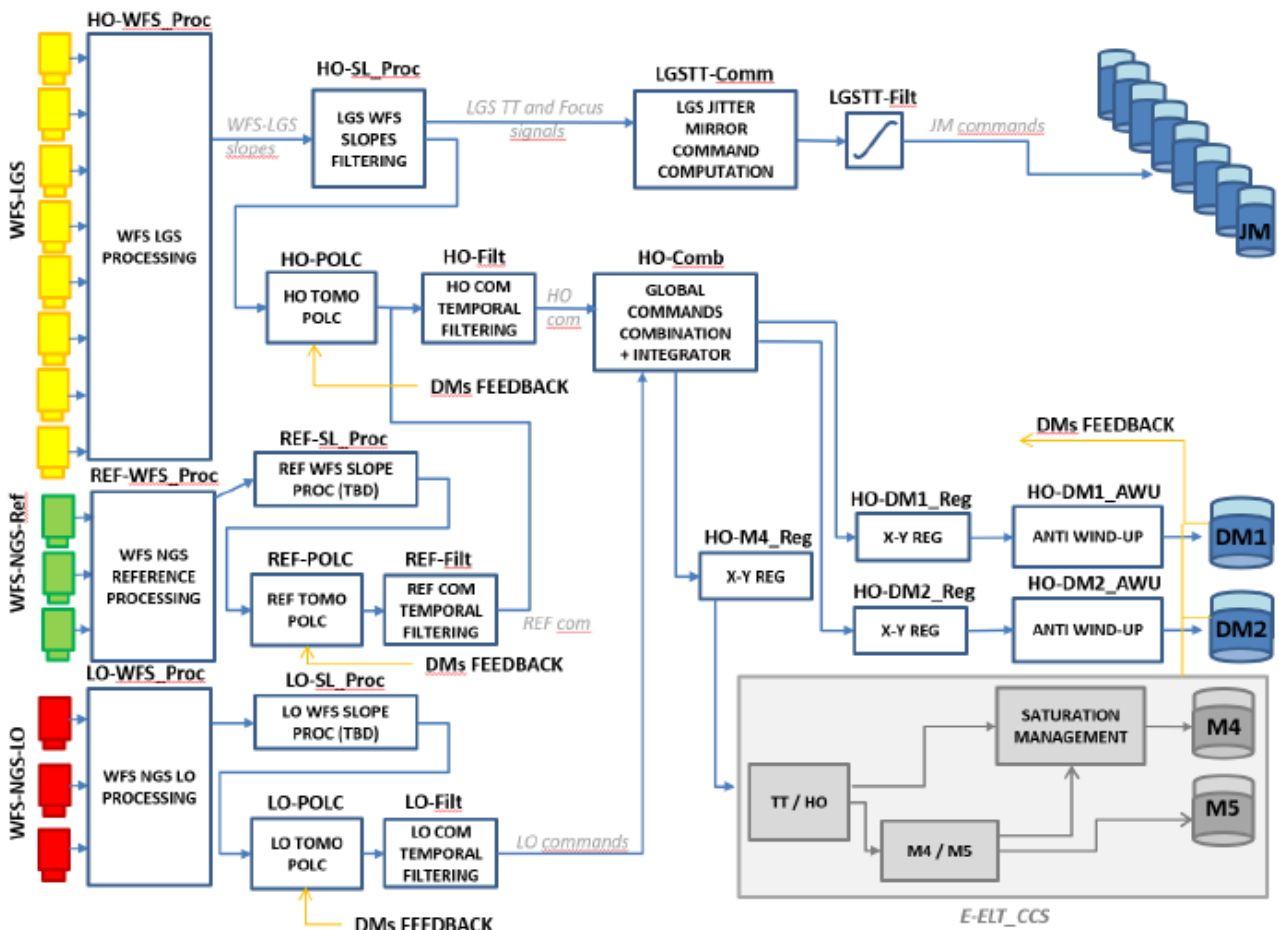 HO-WFS_Proc
WFS-LGS
WFS LGS
PROCESSING
WFS-LGS
slopes
HO-SL_Proc
LGS WFS
SLOPES
FILTERING
LGS TT and Focus
signals
LGSTT-Comm
LGS JITTER
MIRROR
COMMAND
COMPUTATION
LGSTT-Filt
JM commands
JM
HO-POLC
HO TOMO
POLC
DMs FEEDBACK
HO-Filt
HO COM
TEMPORAL
FILTERING
HO
com
HO-Comb
GLOBAL
COMMANDS
COMBINATION
+ INTEGRATOR
REF-WFS_Proc
WFS-NGS-Ref
WFS NGS
REFERENCE
PROCESSING
REF-SL_Proc
REF WFS SLOPE
PROC (TBD)
REF-POLC
REF TOMO
POLC
DMs FEEDBACK
REF-Filt
REF COM
TEMPORAL
FILTERING
REF com
LO-WFS_Proc
WFS-NGS-LO
WFS NGS LO
PROCESSING
LO-SL_Proc
LO WFS SLOPE
PROC (TBD)
LO-POLC
LO TOMO
POLC
DMs FEEDBACK
LO-Filt
LO COM
TEMPORAL
FILTERING
LO commands
HO-M4_Reg
X-Y REG
HO-DM1_Reg
X-Y REG
HO-DM1_AWU
ANTI WIND-UP
DM1
HO-DM2_Reg
X-Y REG
HO-DM2_AWU
ANTI WIND-UP
DM2
DMs FEEDBACK
TT / HO
M4 / M5
SATURATION
MANAGEMENT
M4
M5
E-ELT_CCS